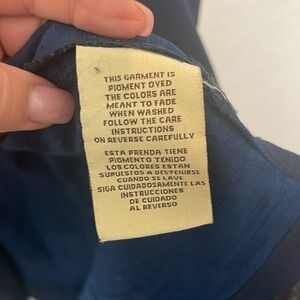 THIS GARMENT IS
PIGMENT DYED
THE COLORS ARE
MEANT TO FADE
WHEN WASHED
FOLLOW THE CARE
INSTRUCTIONS
ON REVERSE CAREFULLY
ESTA PRENDA TIENE
PIGMENTO TENIDO
LOS COLORES ESTAN
SUPUESTOS A DESTENIRSE
CUANDO SE LAVE
SIGA CUIDADOSAMENTE LAS
INSTRUCCIONES
DE CUIDADO
AL REVERSO